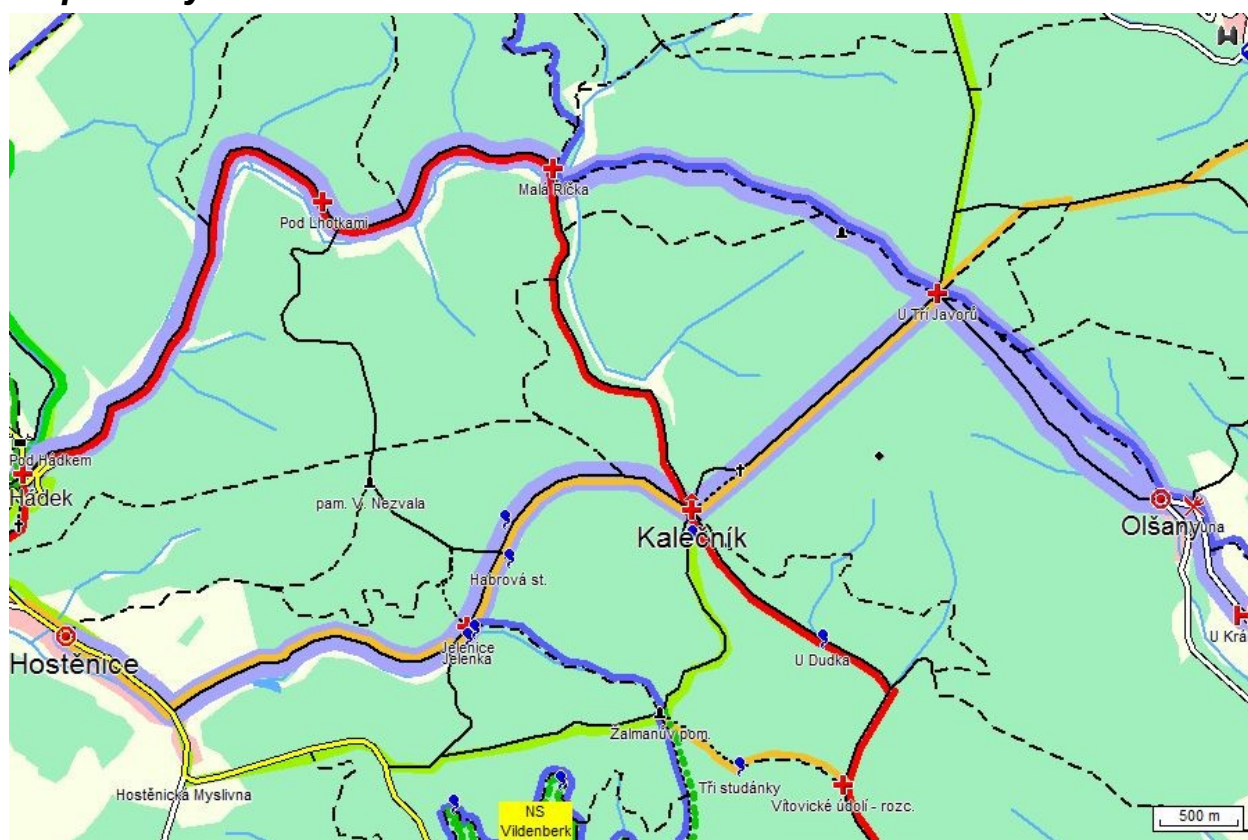 Malá Říčka
Pod Lhotkami
U Tří Javorů
Pod Hádkem
Hádek
pam. V. Nezvala
Kalečník
Olšany
Habrová st.
Hostěnice
Jelenice
Jelenka
U Dudka
U Krá
Žalmanův pom.
Tři studánky
Vítovické údolí - rozc.
Hostěnická Myslivna
NS
Vildenberk
500 m